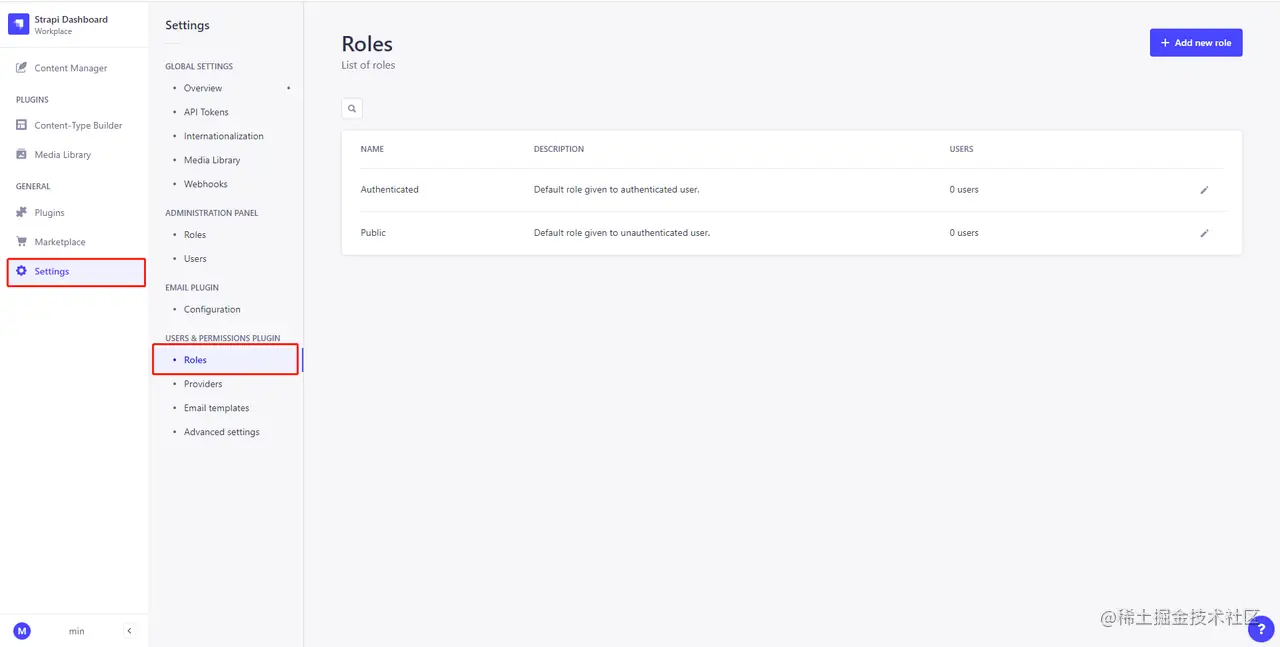 Strapi Dashboard
Workplace
Content Manager
PLUGINS
Content-Type Builder
Media Library
GENERAL
Plugins
Marketplace
Settings
M
min
Settings
GLOBAL SETTINGS
Overview
API Tokens
Internationalization
Media Library
Webhooks
ADMINISTRATION PANEL
Roles
Users
EMAIL PLUGIN
Configuration
USERS & PERMISSIONS PLUGIN
Roles
Providers
Email templates
Advanced settings
Roles
List of roles
+ Add new role
NAME DESCRIPTION USERS
Authenticated Default role given to authenticated user. 0 users
Public Default role given to unauthenticated user. 0 users
@稀土掘金技术社区
?